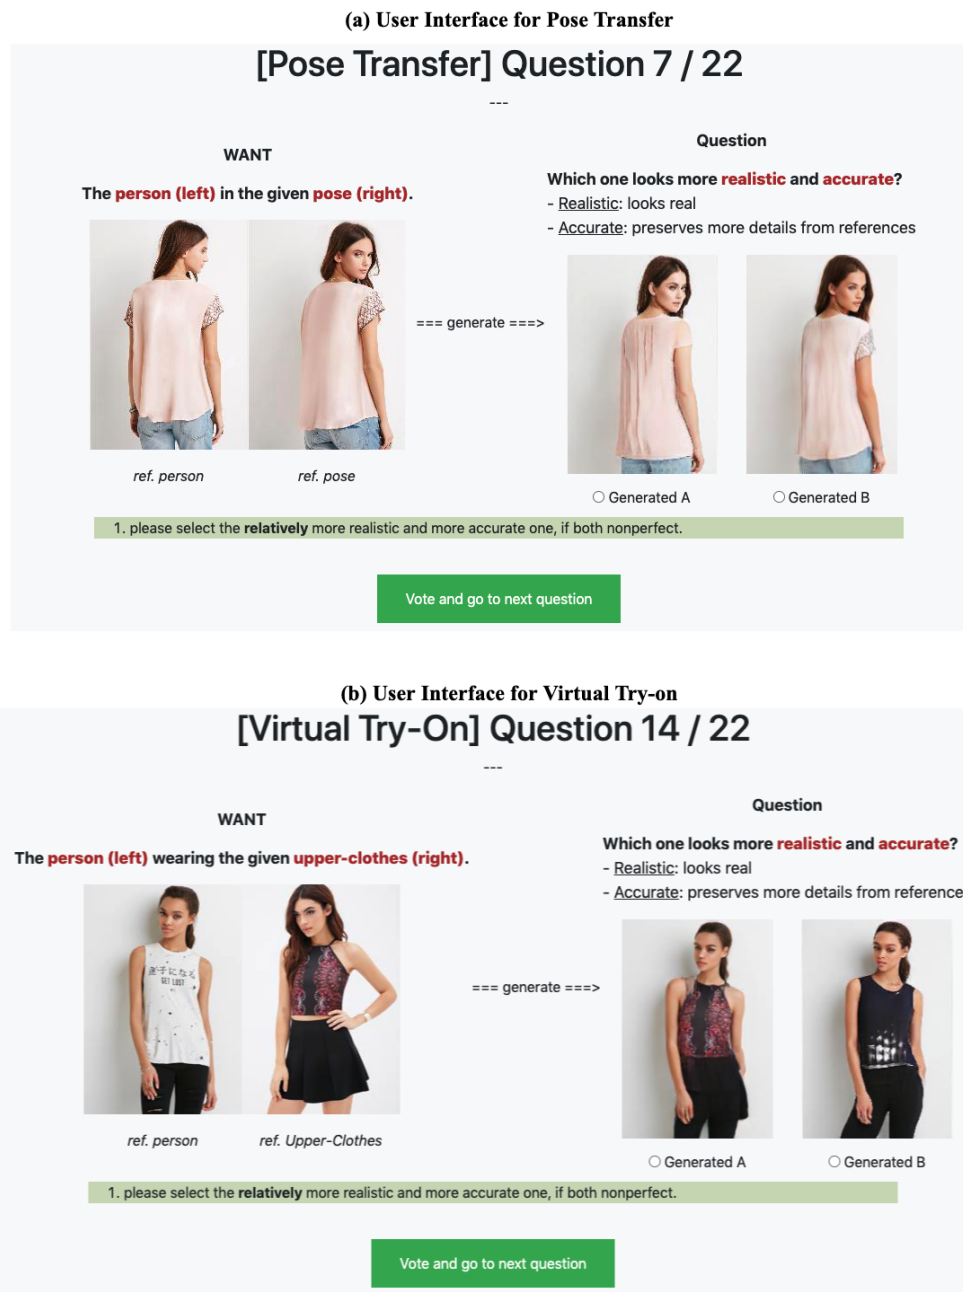 (a) User Interface for Pose Transfer
[Pose Transfer] Question 7 / 22
---
WANT
The person (left) in the given pose (right).
Question
Which one looks more realistic and accurate?
- Realistic: looks real
- Accurate: preserves more details from references
=== generate ===>
ref. person
ref. pose
Generated A
Generated B
1. please select the relatively more realistic and more accurate one, if both nonperfect.
Vote and go to next question
(b) User Interface for Virtual Try-on
[Virtual Try-On] Question 14 / 22
---
WANT
The person (left) wearing the given upper-clothes (right).
Question
Which one looks more realistic and accurate?
- Realistic: looks real
- Accurate: preserves more details from reference
GET LOST
=== generate ===>
ref. person
ref. Upper-Clothes
Generated A
Generated B
1. please select the relatively more realistic and more accurate one, if both nonperfect.
Vote and go to next question